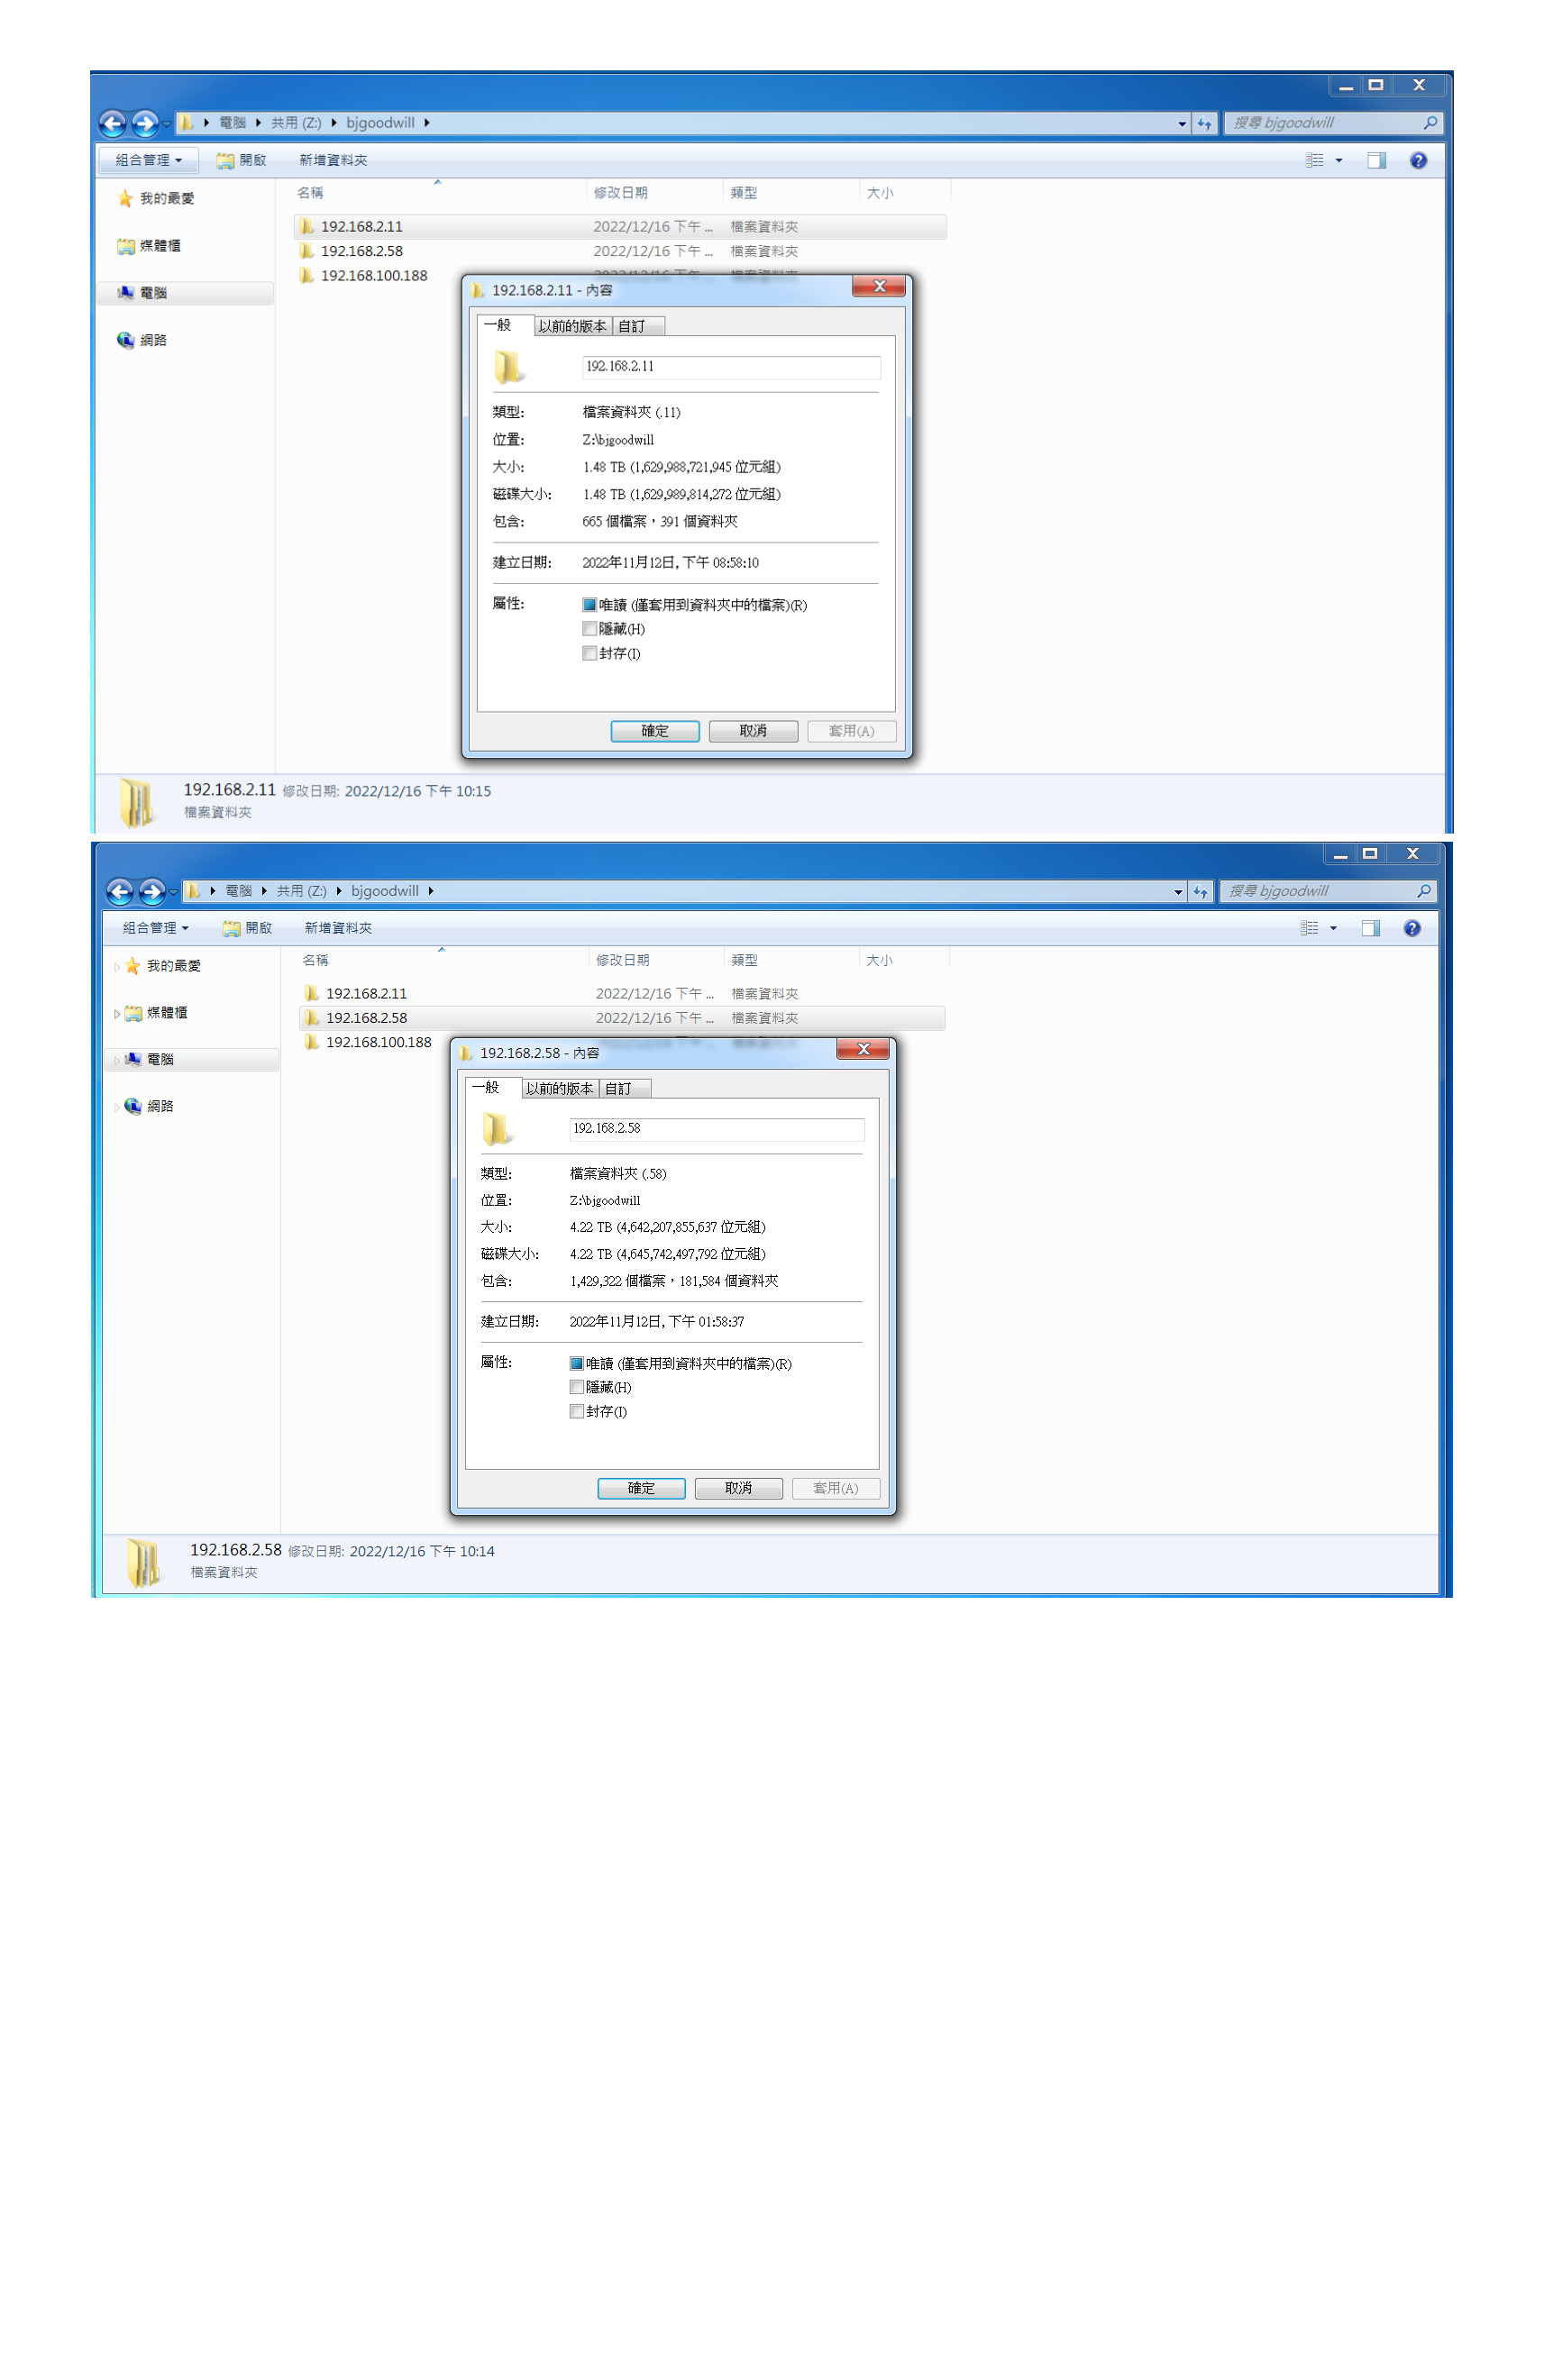 電腦 共用 (Z:) bjgoodwill 搜尋 bjgoodwill
組合管理 開啟 新增資料夾
我的最愛
媒體櫃
電腦
網路
名稱 修改日期 類型 大小
192.168.2.11 2022/12/16 下午 ... 檔案資料夾
192.168.2.58 2022/12/16 下午 ... 檔案資料夾
192.168.100.188
192.168.2.11 - 內容
一般 以前的版本 自訂
192.168.2.11
類型: 檔案資料夾 (.11)
位置: Z:\bjgoodwill
大小: 1.48 TB (1,629,988,721,945 位元組)
磁碟大小: 1.48 TB (1,629,989,814,272 位元組)
包含: 665 個檔案，391 個資料夾
建立日期: 2022年11月12日, 下午 08:58:10
屬性: 唯讀 (僅套用到資料夾中的檔案)(R)
隱藏(H)
封存(I)
確定 取消 套用(A)
192.168.2.11 修改日期: 2022/12/16 下午 10:15
檔案資料夾
電腦 共用 (Z:) bjgoodwill 搜尋 bjgoodwill
組合管理 開啟 新增資料夾
我的最愛
媒體櫃
電腦
網路
名稱 修改日期 類型 大小
192.168.2.11 2022/12/16 下午 ... 檔案資料夾
192.168.2.58 2022/12/16 下午 ... 檔案資料夾
192.168.100.188
192.168.2.58 - 內容
一般 以前的版本 自訂
192.168.2.58
類型: 檔案資料夾 (.58)
位置: Z:\bjgoodwill
大小: 4.22 TB (4,642,207,855,637 位元組)
磁碟大小: 4.22 TB (4,645,742,497,792 位元組)
包含: 1,429,322 個檔案，181,584 個資料夾
建立日期: 2022年11月12日, 下午 01:58:37
屬性: 唯讀 (僅套用到資料夾中的檔案)(R)
隱藏(H)
封存(I)
確定 取消 套用(A)
192.168.2.58 修改日期: 2022/12/16 下午 10:14
檔案資料夾